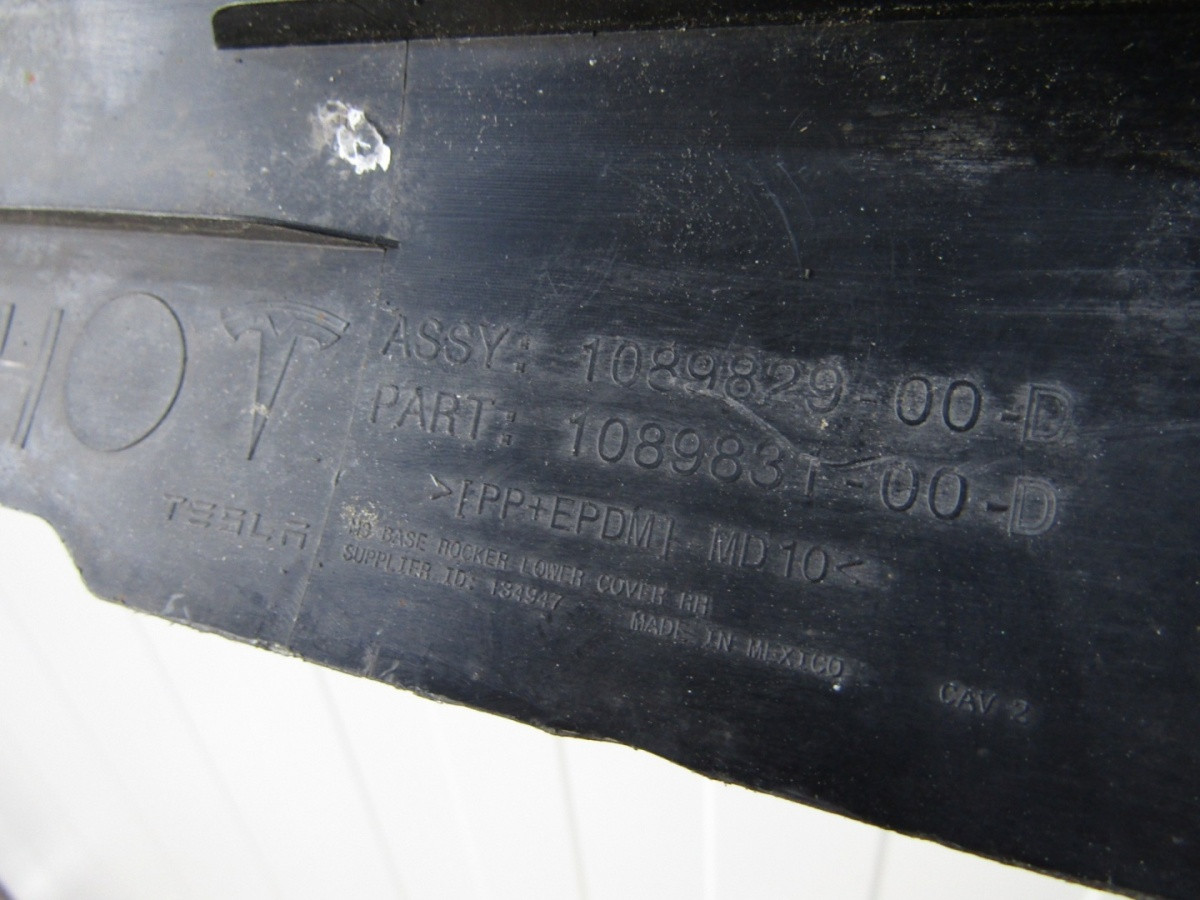 HO
TESLA
ASSY: 1089829-00-D
PART: 1089831-00-D
>[PP+EPDM] MD10<
BASE ROCKER LOWER COVER RH
SUPPLIER ID: 134947
MADE IN MEXICO
CAV 2